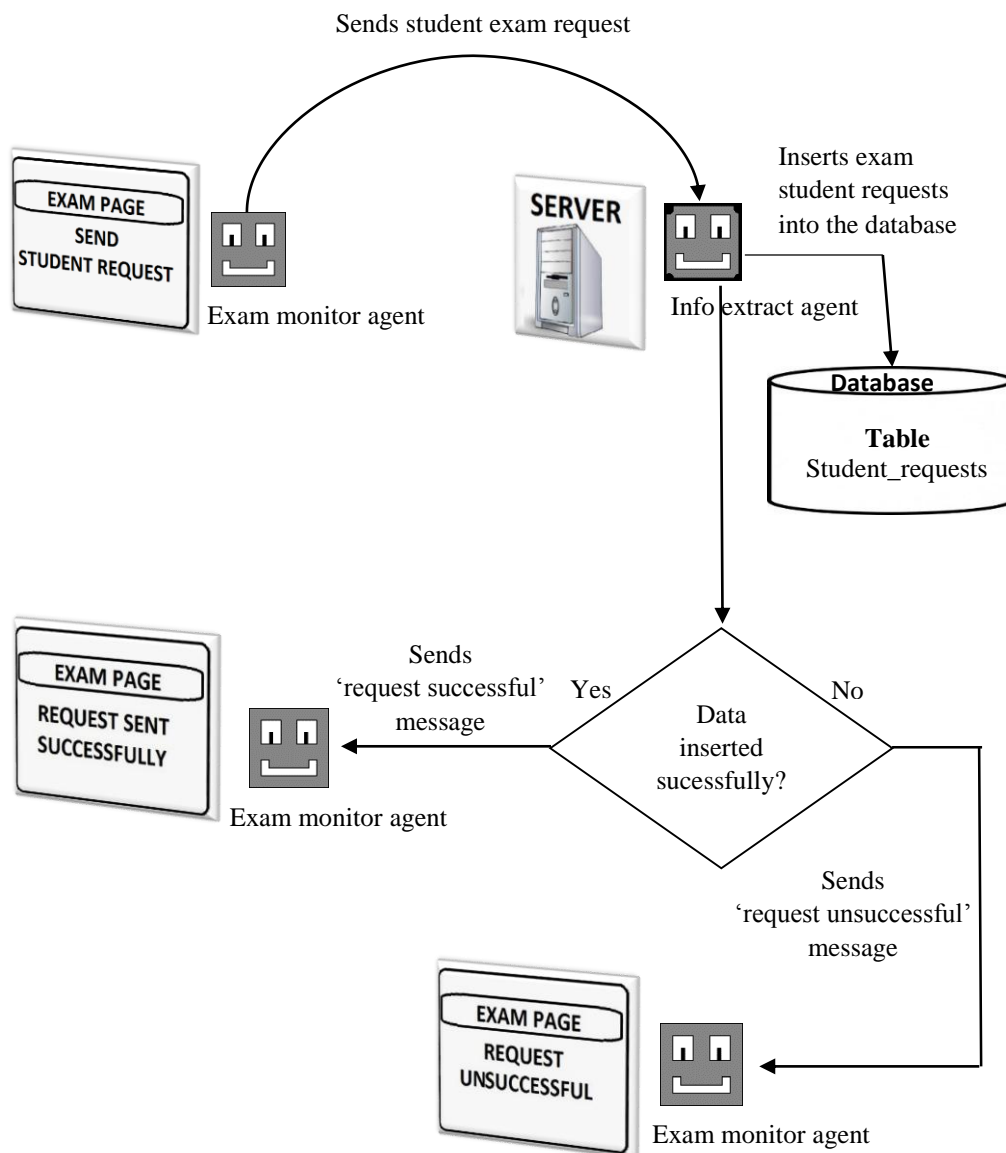 Sends student exam request
EXAM PAGE
SEND
STUDENT REQUEST
Exam monitor agent
SERVER
Info extract agent
Inserts exam
student requests
into the database
Database
Table
Student_requests
EXAM PAGE
REQUEST SENT
SUCCESSFULLY
Exam monitor agent
Sends
‘request successful’
message
Yes
No
Data
inserted
sucessfully?
Sends
‘request unsuccessful’
message
EXAM PAGE
REQUEST
UNSUCCESSFUL
Exam monitor agent